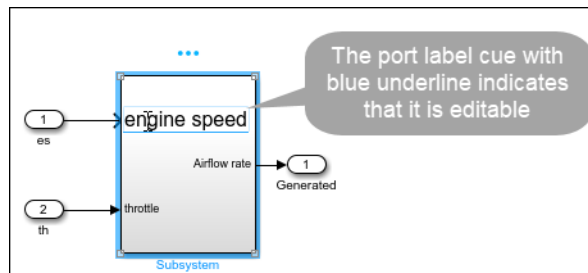 The port label cue with
blue underline indicates
that it is editable
1
engine speed
es
Airflow rate
1
Generated
2
throttle
th
Subsystem